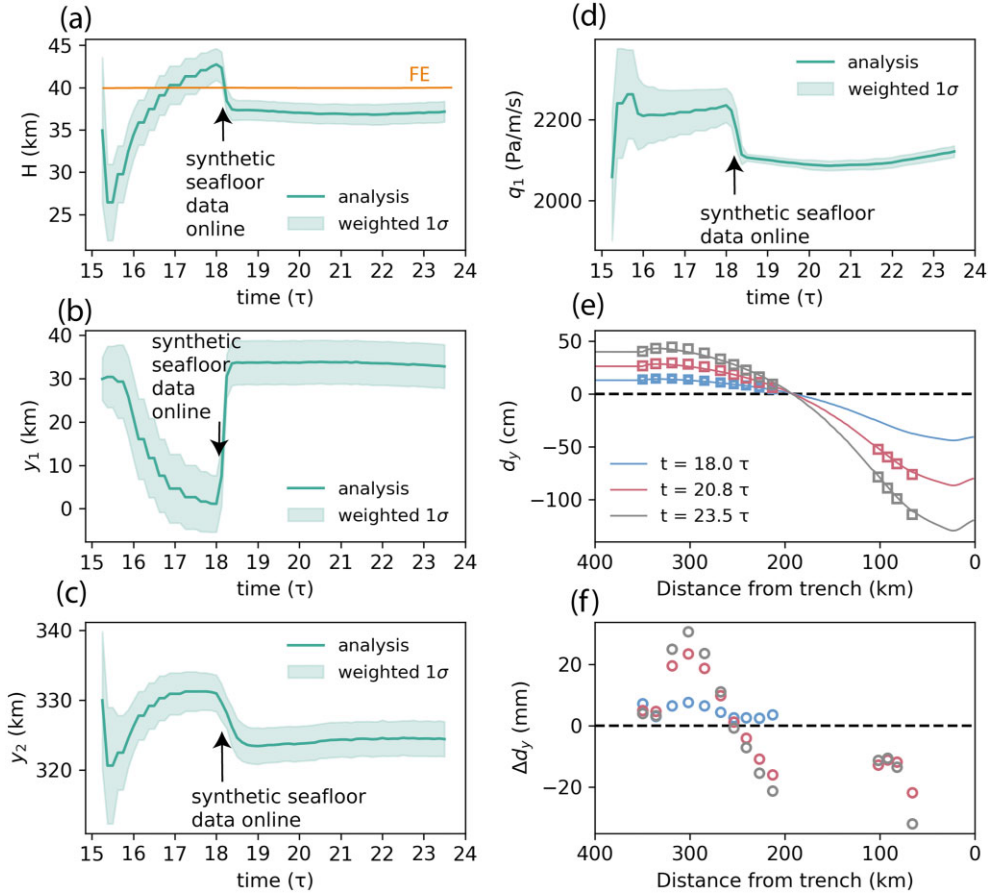 (a)
45
40
35
30
25
H (km)
FE
synthetic
seafloor
data
online
analysis
weighted 1σ
15 16 17 18 19 20 21 22 23 24
time (τ)
(b)
40
30
20
10
0
y₁ (km)
synthetic
seafloor
data
online
analysis
weighted 1σ
15 16 17 18 19 20 21 22 23 24
time (τ)
(c)
340
330
320
y₂ (km)
analysis
weighted 1σ
synthetic seafloor
data online
15 16 17 18 19 20 21 22 23 24
time (τ)
(d)
2200
2000
q₁ (Pa/m/s)
analysis
weighted 1σ
synthetic seafloor
data online
15 16 17 18 19 20 21 22 23 24
time (τ)
(e)
50
0
−50
−100
d_y (cm)
t = 18.0 τ
t = 20.8 τ
t = 23.5 τ
400 300 200 100 0
Distance from trench (km)
(f)
20
0
−20
Δd_y (mm)
400 300 200 100 0
Distance from trench (km)